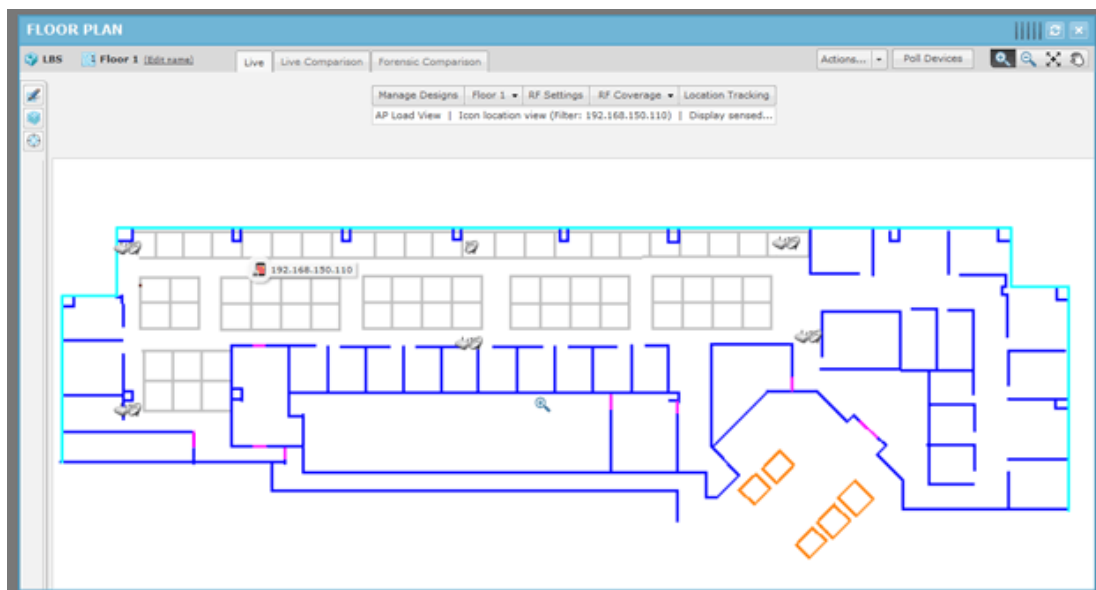 FLOOR PLAN
LBS Floor 1 (Edit name) Live Live Comparison Forensic Comparison Actions... Poll Devices
Manage Designs Floor 1 RF Settings RF Coverage Location Tracking
AP Load View | Icon location view (Filter: 192.168.150.110) | Display sensed...
192.168.150.110